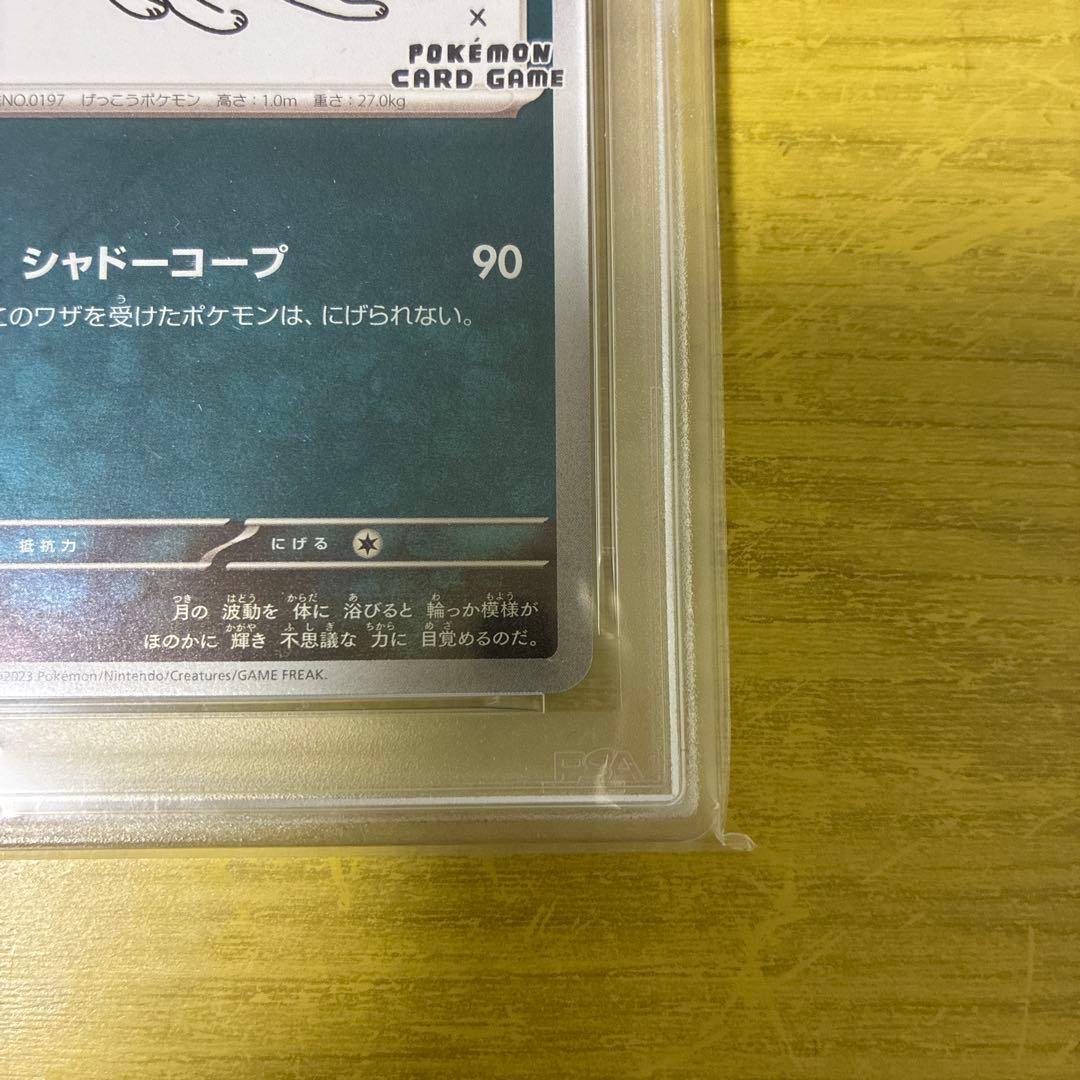 ×
POKÉMON
CARD GAME
NO.0197 げっこうポケモン 高さ：1.0m 重さ：27.0kg
シャドーコープ 90
このワザを受けたポケモンは、にげられない。
抵抗力 にげる
月の 波動を 体に 浴びると 輪っか模様が
ほのかに 輝き 不思議な 力に 目覚めるのだ。
©2023 Pokémon/Nintendo/Creatures/GAME FREAK.
PSA